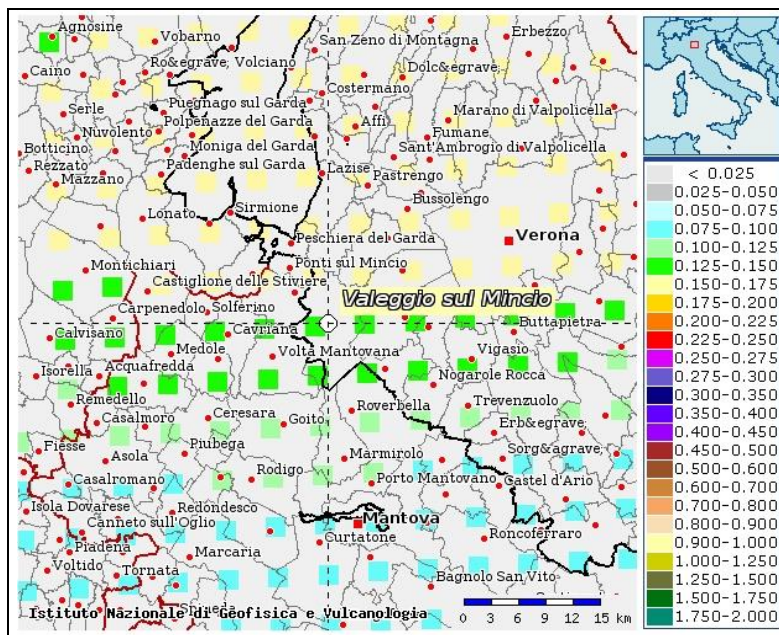 Agnosine
Vobarno
Erbezzo
San Zeno di Montagna
Caino
Ro&egrave; Volciano
Dolc&egrave;
Costermano
Serle
Puegnago sul Garda
Marano di Valpolicella
Polpenazze del Garda
Affi
Nuvolento
Fumane
Botticino
Moniga del Garda
Sant'Ambrogio di Valpolicella
Rezzato
Padenghe sul Garda
Lazise
Pastrengo
Mazzano
Bussolengo
Lonato
Sirmione
Verona
Peschiera del Garda
Ponti sul Mincio
Montichiari
Castiglione delle Stiviere
Valeggio sul Mincio
Carpenedolo
Solferino
Buttapietra
Calvisano
Cavriana
Medole
Volta Mantovana
Vigasio
Isorella
Acquafredda
Nogarole Rocca
Remedello
Trevenzuolo
Casalmoro
Ceresara
Goito
Roverbella
Erb&egrave;
Fiesse
Asola
Piubega
Marmirolo
Sorg&agrave;
Casalromano
Rodigo
Porto Mantovano
Castel d'Ario
Isola Dovarese
Redondesco
Canneto sull'Oglio
Mantova
Piadena
Curtatone
Roncoferraro
Voltido
Marcaria
Tornata
Bagnolo San Vito
Istituto Nazionale di Geofisica e Vulcanologia
0 3 6 9 12 15 km
< 0.025
0.025-0.050
0.050-0.075
0.075-0.100
0.100-0.125
0.125-0.150
0.150-0.175
0.175-0.200
0.200-0.225
0.225-0.250
0.250-0.275
0.275-0.300
0.300-0.350
0.350-0.400
0.400-0.450
0.450-0.500
0.500-0.600
0.600-0.700
0.700-0.800
0.800-0.900
0.900-1.000
1.000-1.250
1.250-1.500
1.500-1.750
1.750-2.000